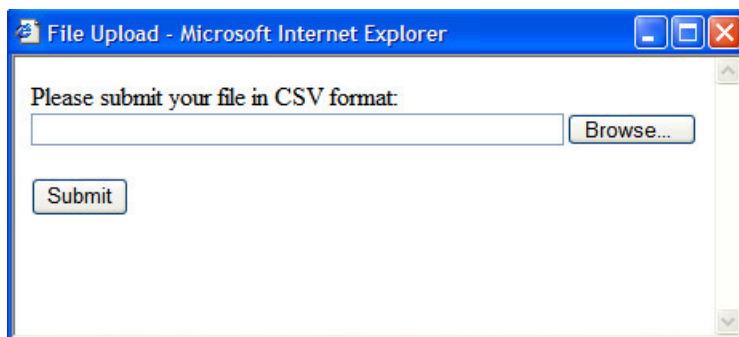 File Upload - Microsoft Internet Explorer
Please submit your file in CSV format:
Browse...
Submit